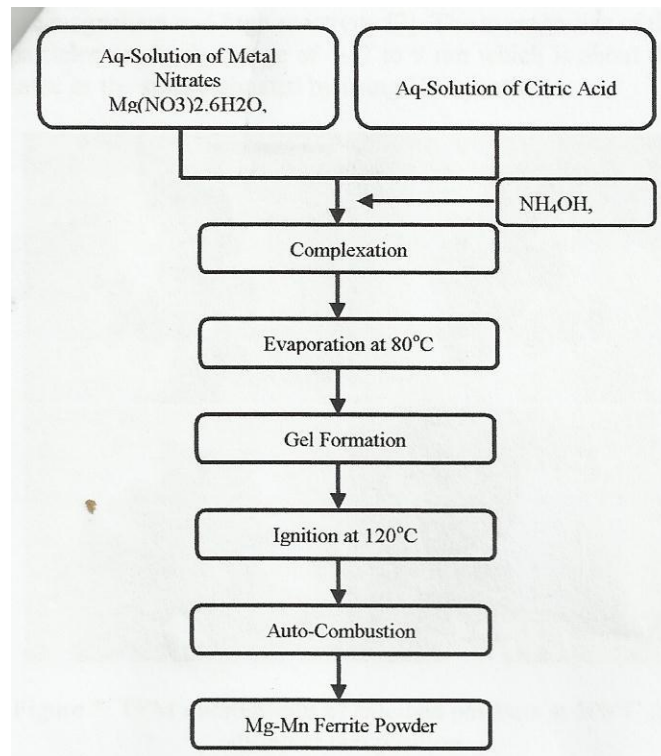 Aq-Solution of Metal
Nitrates
Mg(NO3)2.6H2O,
Aq-Solution of Citric Acid
NH₄OH,
Complexation
Evaporation at 80°C
Gel Formation
Ignition at 120°C
Auto-Combustion
Mg-Mn Ferrite Powder